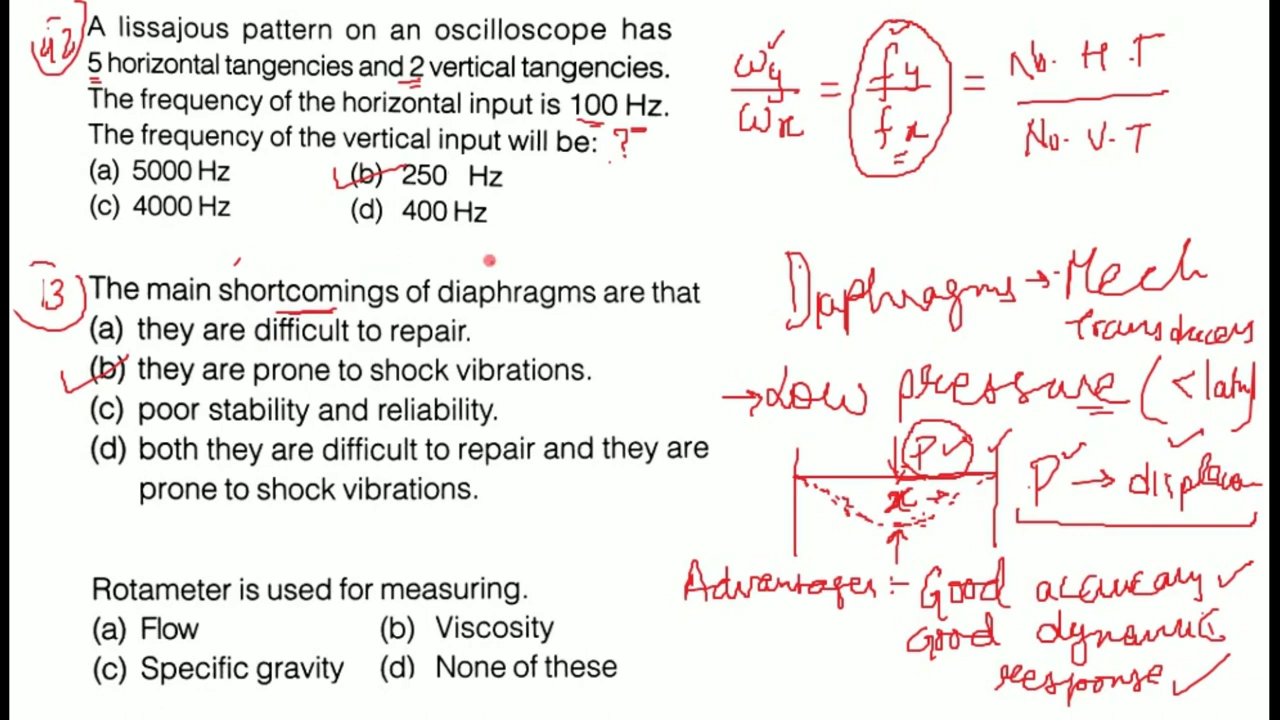 42
A lissajous pattern on an oscilloscope has
5 horizontal tangencies and 2 vertical tangencies.
The frequency of the horizontal input is 100 Hz.
The frequency of the vertical input will be: ?
(a) 5000 Hz (b) 250 Hz
(c) 4000 Hz (d) 400 Hz
ωy / ωx = fy / fx = No. H.T / No. V.T
13
The main shortcomings of diaphragms are that
(a) they are difficult to repair.
(b) they are prone to shock vibrations.
(c) poor stability and reliability.
(d) both they are difficult to repair and they are
prone to shock vibrations.
Diaphragms → Mech
transducers
→ Low pressure (<1atm)
P
x
P → displacem
Advantages :- Good accuracy
Good dynamic
response
Rotameter is used for measuring.
(a) Flow (b) Viscosity
(c) Specific gravity (d) None of these